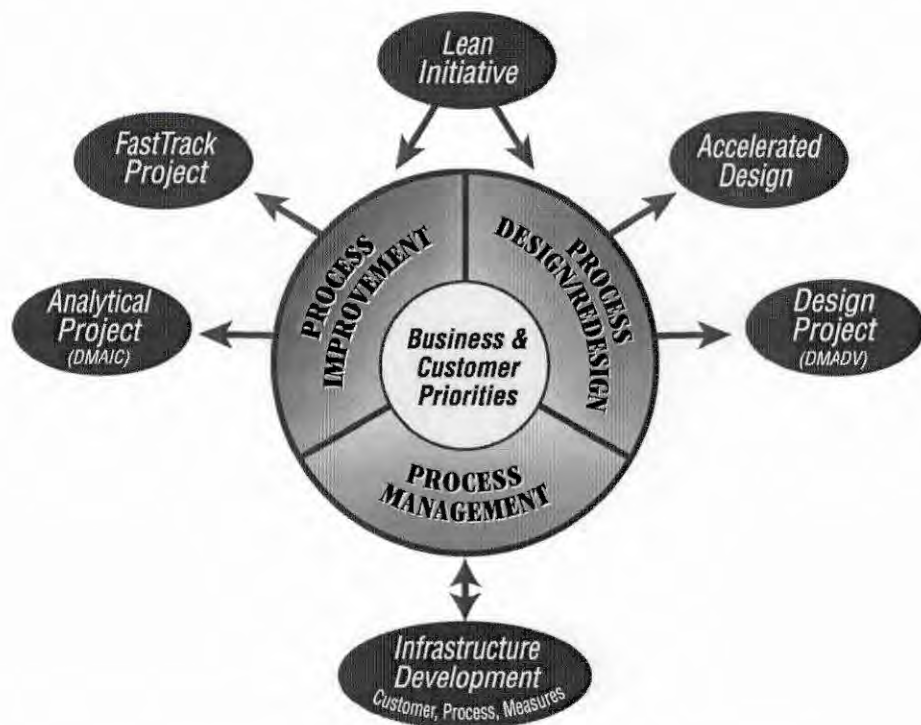 Lean
Initiative
FastTrack
Project
Accelerated
Design
Analytical
Project
(DMAIC)
Design
Project
(DMADV)
PROCESS
IMPROVEMENT
PROCESS
DESIGN/REDESIGN
Business &
Customer
Priorities
PROCESS
MANAGEMENT
Infrastructure
Development
Customer, Process, Measures